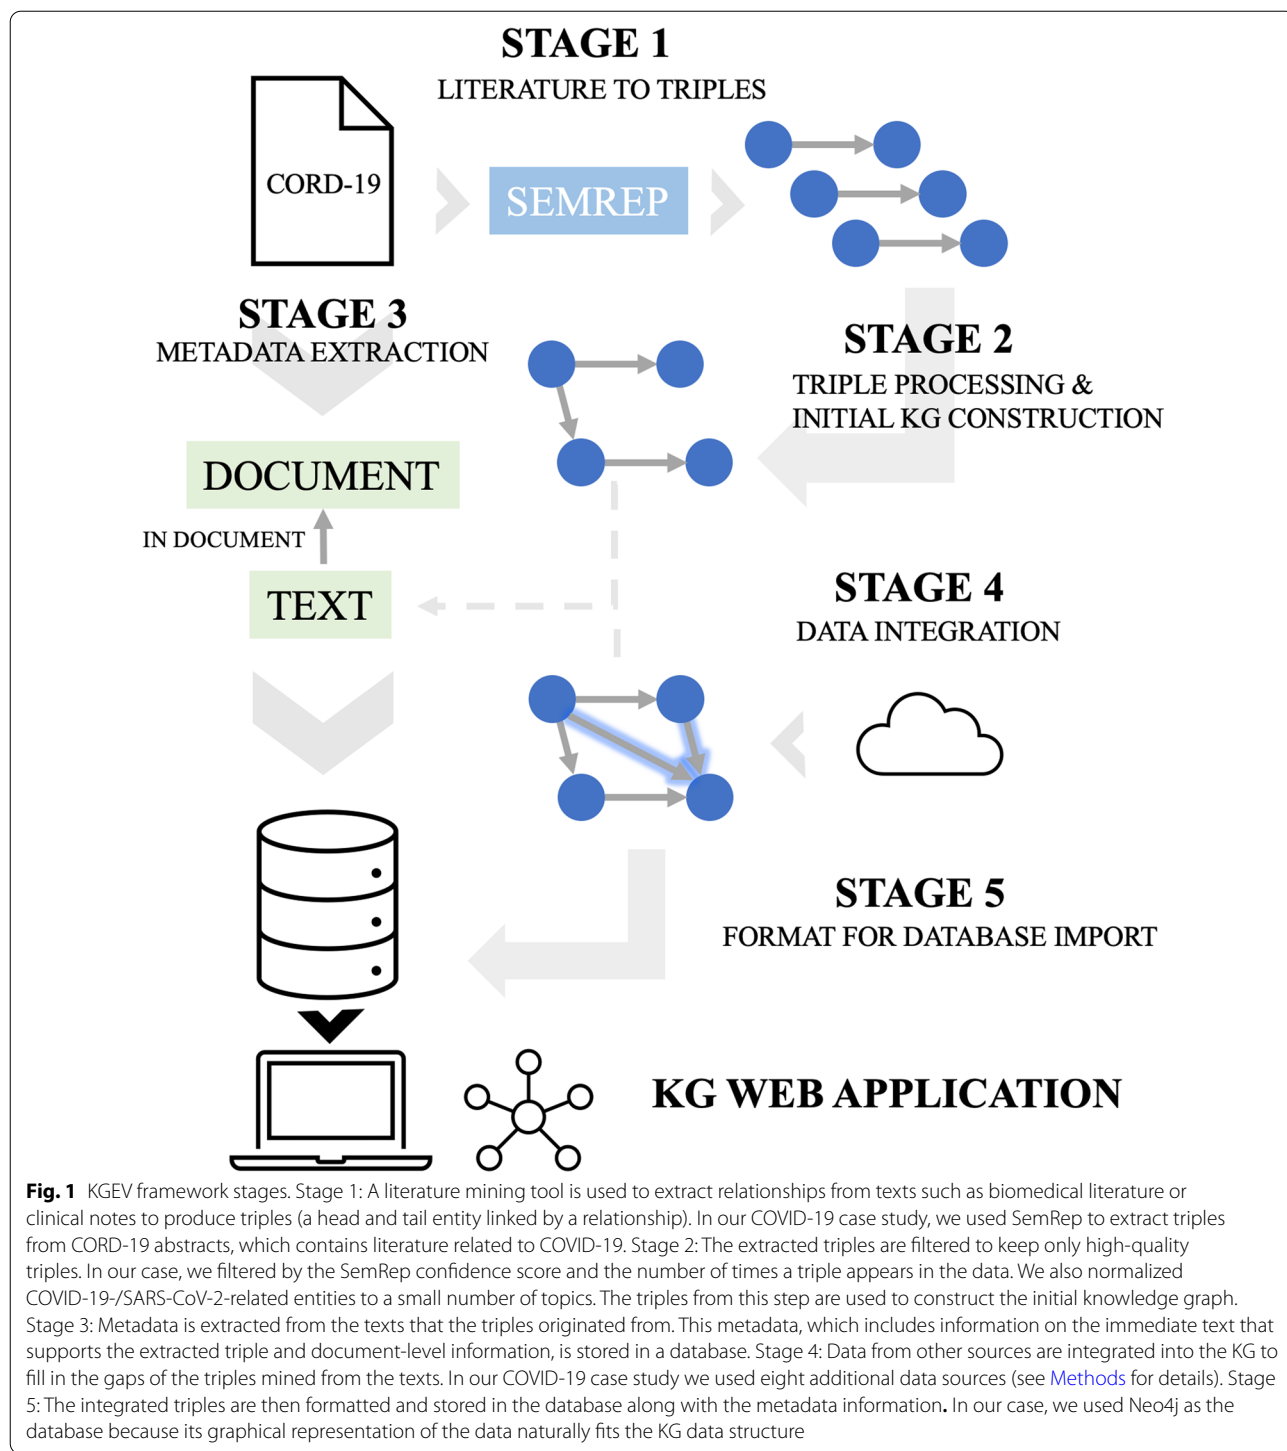 STAGE 1
LITERATURE TO TRIPLES
CORD-19
SEMREP
STAGE 3
METADATA EXTRACTION
STAGE 2
TRIPLE PROCESSING &
INITIAL KG CONSTRUCTION
DOCUMENT
IN DOCUMENT
TEXT
STAGE 4
DATA INTEGRATION
STAGE 5
FORMAT FOR DATABASE IMPORT
KG WEB APPLICATION
Fig. 1 KGEV framework stages. Stage 1: A literature mining tool is used to extract relationships from texts such as biomedical literature or
clinical notes to produce triples (a head and tail entity linked by a relationship). In our COVID-19 case study, we used SemRep to extract triples
from CORD-19 abstracts, which contains literature related to COVID-19. Stage 2: The extracted triples are filtered to keep only high-quality
triples. In our case, we filtered by the SemRep confidence score and the number of times a triple appears in the data. We also normalized
COVID-19-/SARS-CoV-2-related entities to a small number of topics. The triples from this step are used to construct the initial knowledge graph.
Stage 3: Metadata is extracted from the texts that the triples originated from. This metadata, which includes information on the immediate text that
supports the extracted triple and document-level information, is stored in a database. Stage 4: Data from other sources are integrated into the KG to
fill in the gaps of the triples mined from the texts. In our COVID-19 case study we used eight additional data sources (see Methods for details). Stage
5: The integrated triples are then formatted and stored in the database along with the metadata information. In our case, we used Neo4j as the
database because its graphical representation of the data naturally fits the KG data structure